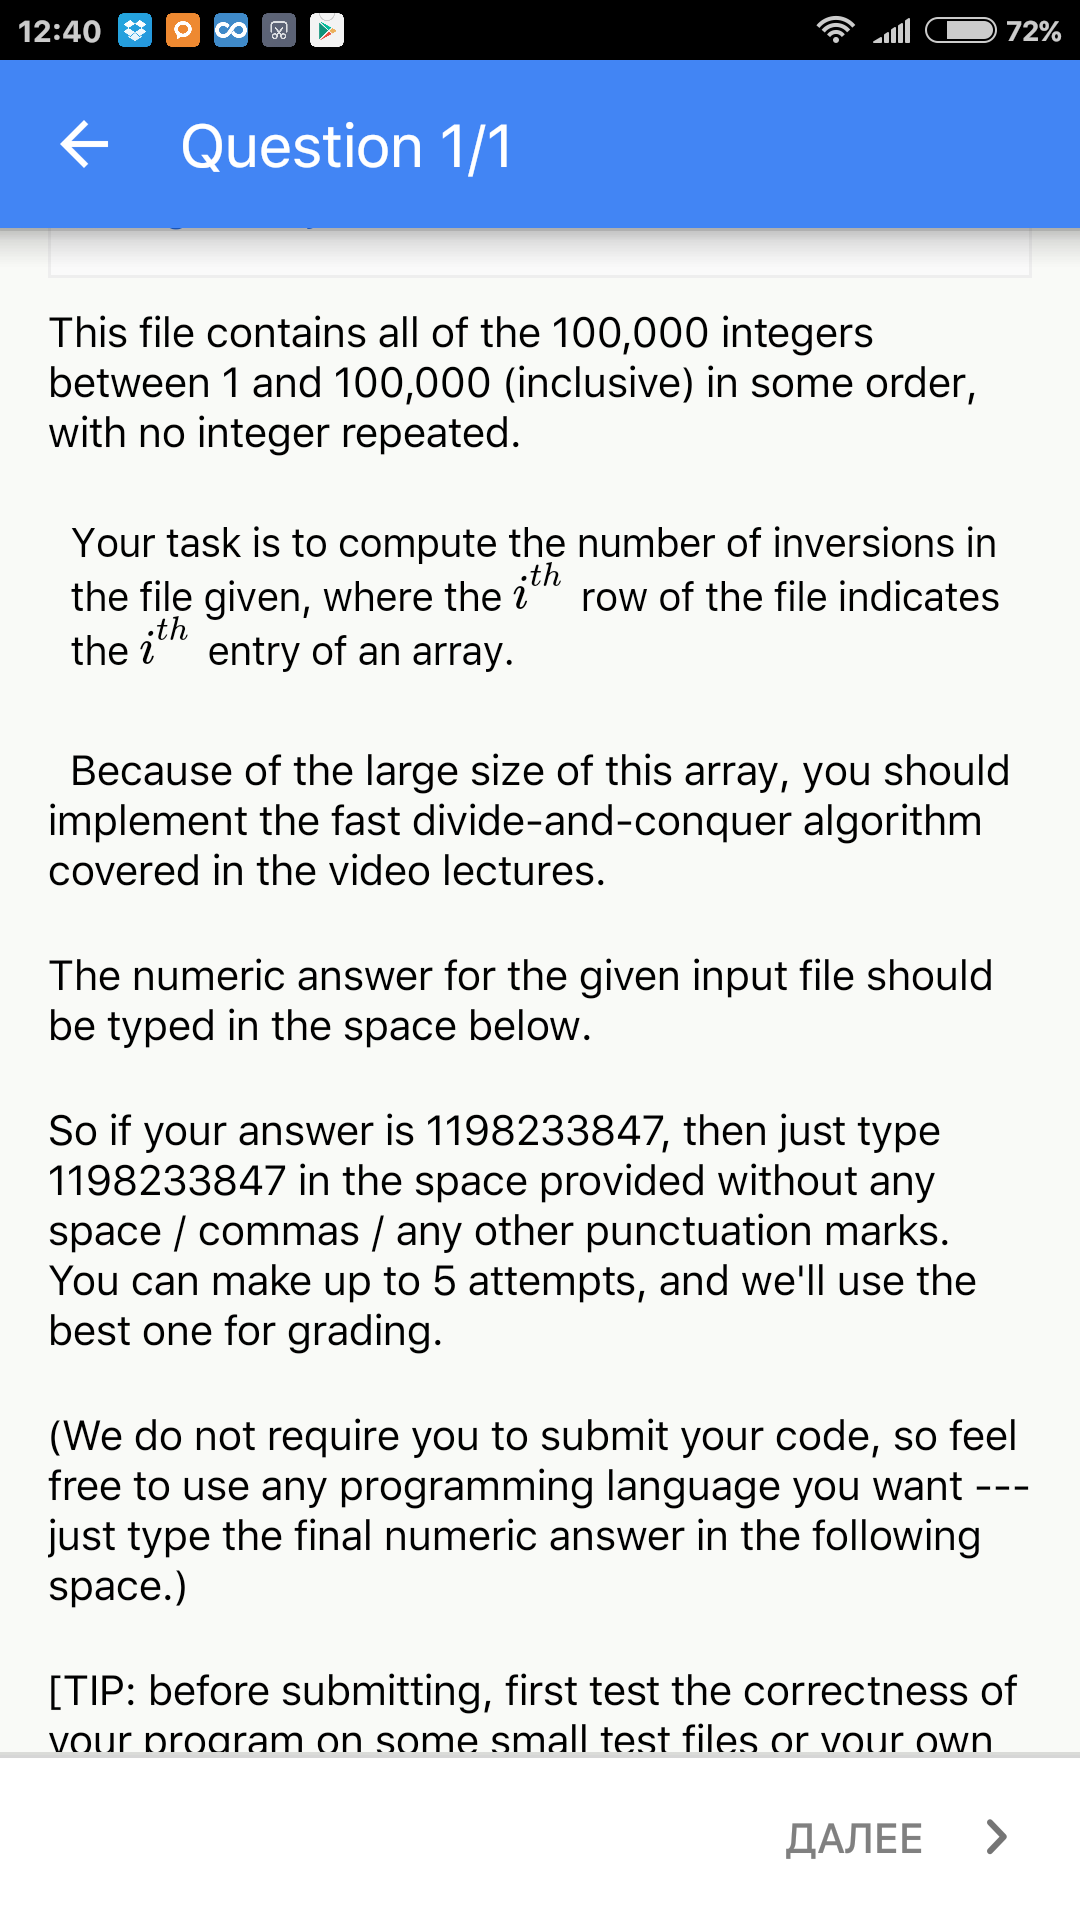 12:40
72%
Question 1/1
This file contains all of the 100,000 integers
between 1 and 100,000 (inclusive) in some order,
with no integer repeated.
Your task is to compute the number of inversions in
the file given, where the i^th row of the file indicates
the i^th entry of an array.
Because of the large size of this array, you should
implement the fast divide-and-conquer algorithm
covered in the video lectures.
The numeric answer for the given input file should
be typed in the space below.
So if your answer is 1198233847, then just type
1198233847 in the space provided without any
space / commas / any other punctuation marks.
You can make up to 5 attempts, and we'll use the
best one for grading.
(We do not require you to submit your code, so feel
free to use any programming language you want ---
just type the final numeric answer in the following
space.)
[TIP: before submitting, first test the correctness of
your program on some small test files or your own
ДАЛЕЕ